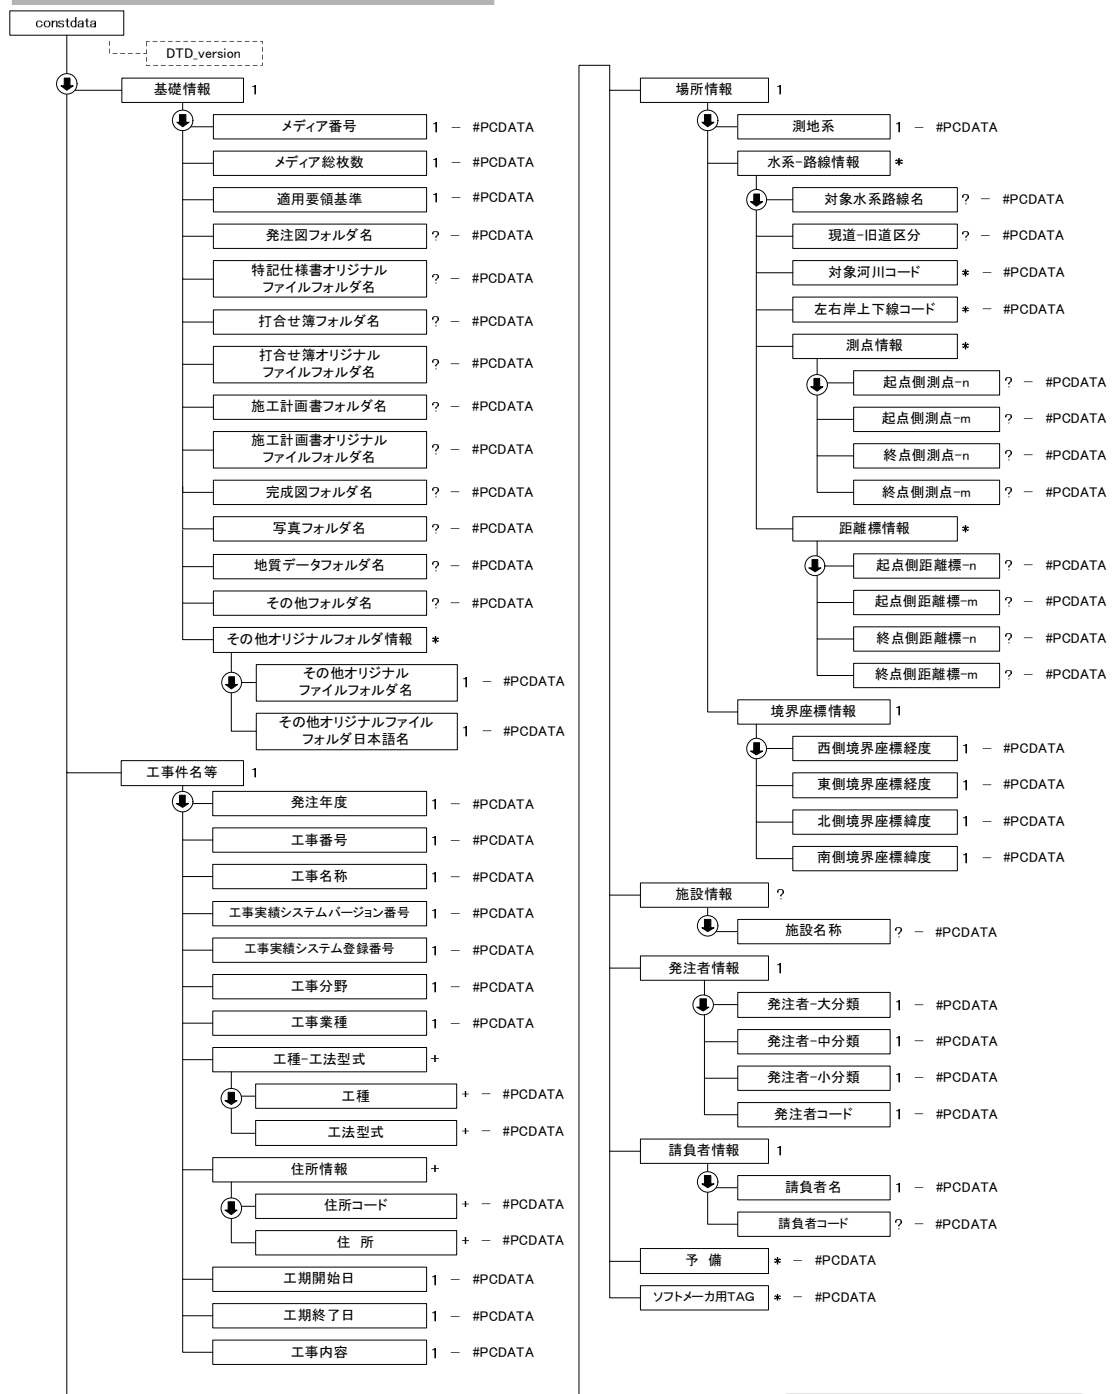 constdata
DTD_version
基礎情報 1
メディア番号 1 − #PCDATA
メディア総枚数 1 − #PCDATA
適用要領基準 1 − #PCDATA
発注図フォルダ名 ? − #PCDATA
特記仕様書オリジナル
ファイルフォルダ名 ? − #PCDATA
打合せ簿フォルダ名 ? − #PCDATA
打合せ簿オリジナル
ファイルフォルダ名 ? − #PCDATA
施工計画書フォルダ名 ? − #PCDATA
施工計画書オリジナル
ファイルフォルダ名 ? − #PCDATA
完成図フォルダ名 ? − #PCDATA
写真フォルダ名 ? − #PCDATA
地質データフォルダ名 ? − #PCDATA
その他フォルダ名 ? − #PCDATA
その他オリジナルフォルダ情報 *
その他オリジナル
ファイルフォルダ名 1 − #PCDATA
その他オリジナルファイル
フォルダ日本語名 1 − #PCDATA
工事件名等 1
発注年度 1 − #PCDATA
工事番号 1 − #PCDATA
工事名称 1 − #PCDATA
工事実績システムバージョン番号 1 − #PCDATA
工事実績システム登録番号 1 − #PCDATA
工事分野 1 − #PCDATA
工事業種 1 − #PCDATA
工種-工法型式 +
工種 + − #PCDATA
工法型式 + − #PCDATA
住所情報 +
住所コード + − #PCDATA
住 所 + − #PCDATA
工期開始日 1 − #PCDATA
工期終了日 1 − #PCDATA
工事内容 1 − #PCDATA
場所情報 1
測地系 1 − #PCDATA
水系-路線情報 *
対象水系路線名 ? − #PCDATA
現道-旧道区分 ? − #PCDATA
対象河川コード * − #PCDATA
左右岸上下線コード * − #PCDATA
測点情報 *
起点側測点-n ? − #PCDATA
起点側測点-m ? − #PCDATA
終点側測点-n ? − #PCDATA
終点側測点-m ? − #PCDATA
距離標情報 *
起点側距離標-n ? − #PCDATA
起点側距離標-m ? − #PCDATA
終点側距離標-n ? − #PCDATA
終点側距離標-m ? − #PCDATA
境界座標情報 1
西側境界座標経度 1 − #PCDATA
東側境界座標経度 1 − #PCDATA
北側境界座標緯度 1 − #PCDATA
南側境界座標緯度 1 − #PCDATA
施設情報 ?
施設名称 ? − #PCDATA
発注者情報 1
発注者-大分類 1 − #PCDATA
発注者-中分類 1 − #PCDATA
発注者-小分類 1 − #PCDATA
発注者コード 1 − #PCDATA
請負者情報 1
請負者名 1 − #PCDATA
請負者コード ? − #PCDATA
予 備 * − #PCDATA
ソフトメーカ用TAG * − #PCDATA